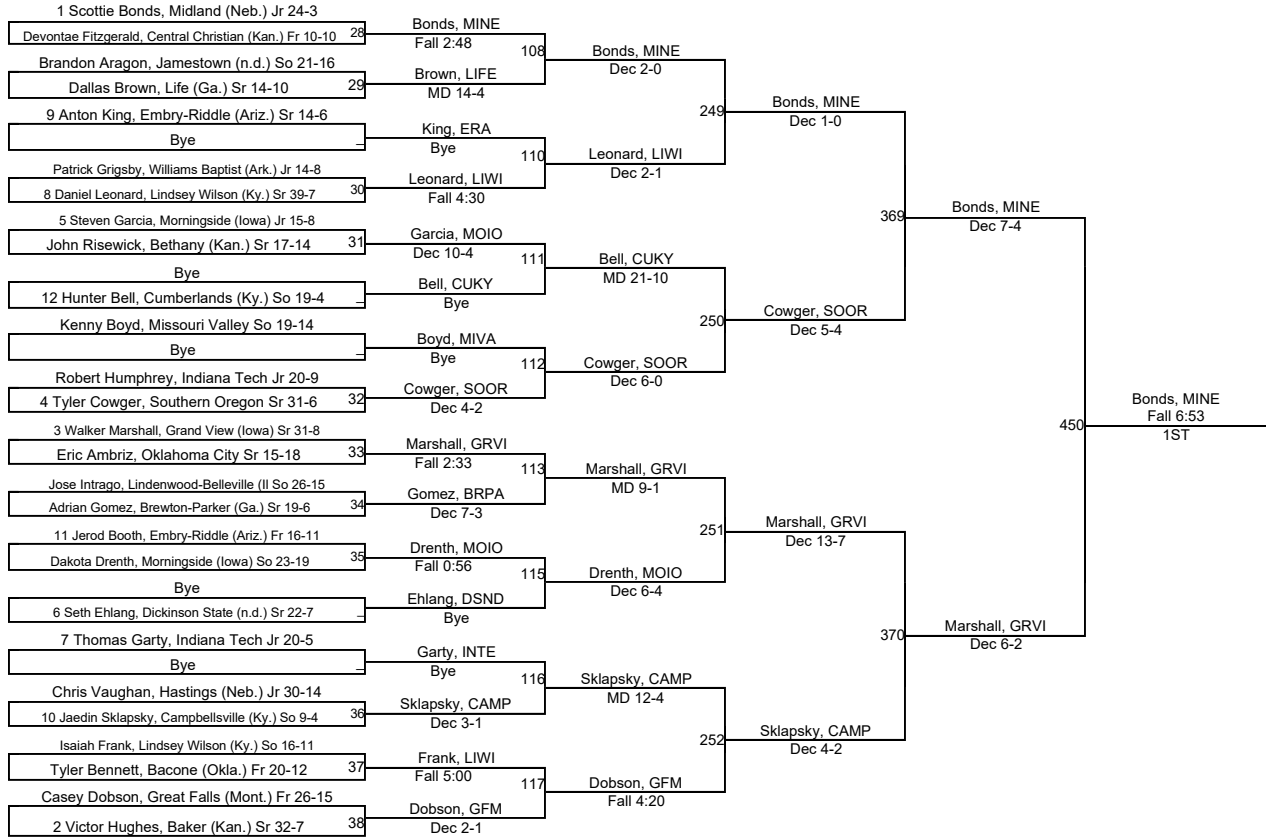 1 Scottie Bonds, Midland (Neb.) Jr 24-3
Devontae Fitzgerald, Central Christian (Kan.) Fr 10-10
28
Brandon Aragon, Jamestown (n.d.) So 21-16
Dallas Brown, Life (Ga.) Sr 14-10
29
9 Anton King, Embry-Riddle (Ariz.) Sr 14-6
Bye
_
Patrick Grigsby, Williams Baptist (Ark.) Jr 14-8
8 Daniel Leonard, Lindsey Wilson (Ky.) Sr 39-7
30
5 Steven Garcia, Morningside (Iowa) Jr 15-8
John Risewick, Bethany (Kan.) Sr 17-14
31
Bye
12 Hunter Bell, Cumberlands (Ky.) So 19-4
_
Kenny Boyd, Missouri Valley So 19-14
Bye
_
Robert Humphrey, Indiana Tech Jr 20-9
4 Tyler Cowger, Southern Oregon Sr 31-6
32
3 Walker Marshall, Grand View (Iowa) Sr 31-8
Eric Ambriz, Oklahoma City Sr 15-18
33
Jose Intrago, Lindenwood-Belleville (Il So 26-15
Adrian Gomez, Brewton-Parker (Ga.) Sr 19-6
34
11 Jerod Booth, Embry-Riddle (Ariz.) Fr 16-11
Dakota Drenth, Morningside (Iowa) So 23-19
35
Bye
6 Seth Ehlang, Dickinson State (n.d.) Sr 22-7
_
7 Thomas Garty, Indiana Tech Jr 20-5
Bye
_
Chris Vaughan, Hastings (Neb.) Jr 30-14
10 Jaedin Sklapsky, Campbellsville (Ky.) So 9-4
36
Isaiah Frank, Lindsey Wilson (Ky.) So 16-11
Tyler Bennett, Bacone (Okla.) Fr 20-12
37
Casey Dobson, Great Falls (Mont.) Fr 26-15
2 Victor Hughes, Baker (Kan.) Sr 32-7
38
Bonds, MINE
Fall 2:48
108
Brown, LIFE
MD 14-4
King, ERA
Bye
110
Leonard, LIWI
Fall 4:30
Garcia, MOIO
Dec 10-4
111
Bell, CUKY
Bye
Boyd, MIVA
Bye
112
Cowger, SOOR
Dec 4-2
Marshall, GRVI
Fall 2:33
113
Gomez, BRPA
Dec 7-3
Drenth, MOIO
Fall 0:56
115
Ehlang, DSND
Bye
Garty, INTE
Bye
116
Sklapsky, CAMP
Dec 3-1
Frank, LIWI
Fall 5:00
117
Dobson, GFM
Dec 2-1
Bonds, MINE
Dec 2-0
249
Leonard, LIWI
Dec 2-1
Bell, CUKY
MD 21-10
250
Cowger, SOOR
Dec 6-0
Marshall, GRVI
MD 9-1
251
Drenth, MOIO
Dec 6-4
Sklapsky, CAMP
MD 12-4
252
Dobson, GFM
Fall 4:20
Bonds, MINE
Dec 1-0
369
Cowger, SOOR
Dec 5-4
Marshall, GRVI
Dec 13-7
370
Sklapsky, CAMP
Dec 4-2
Bonds, MINE
Dec 7-4
450
Marshall, GRVI
Dec 6-2
Bonds, MINE
Fall 6:53
1ST